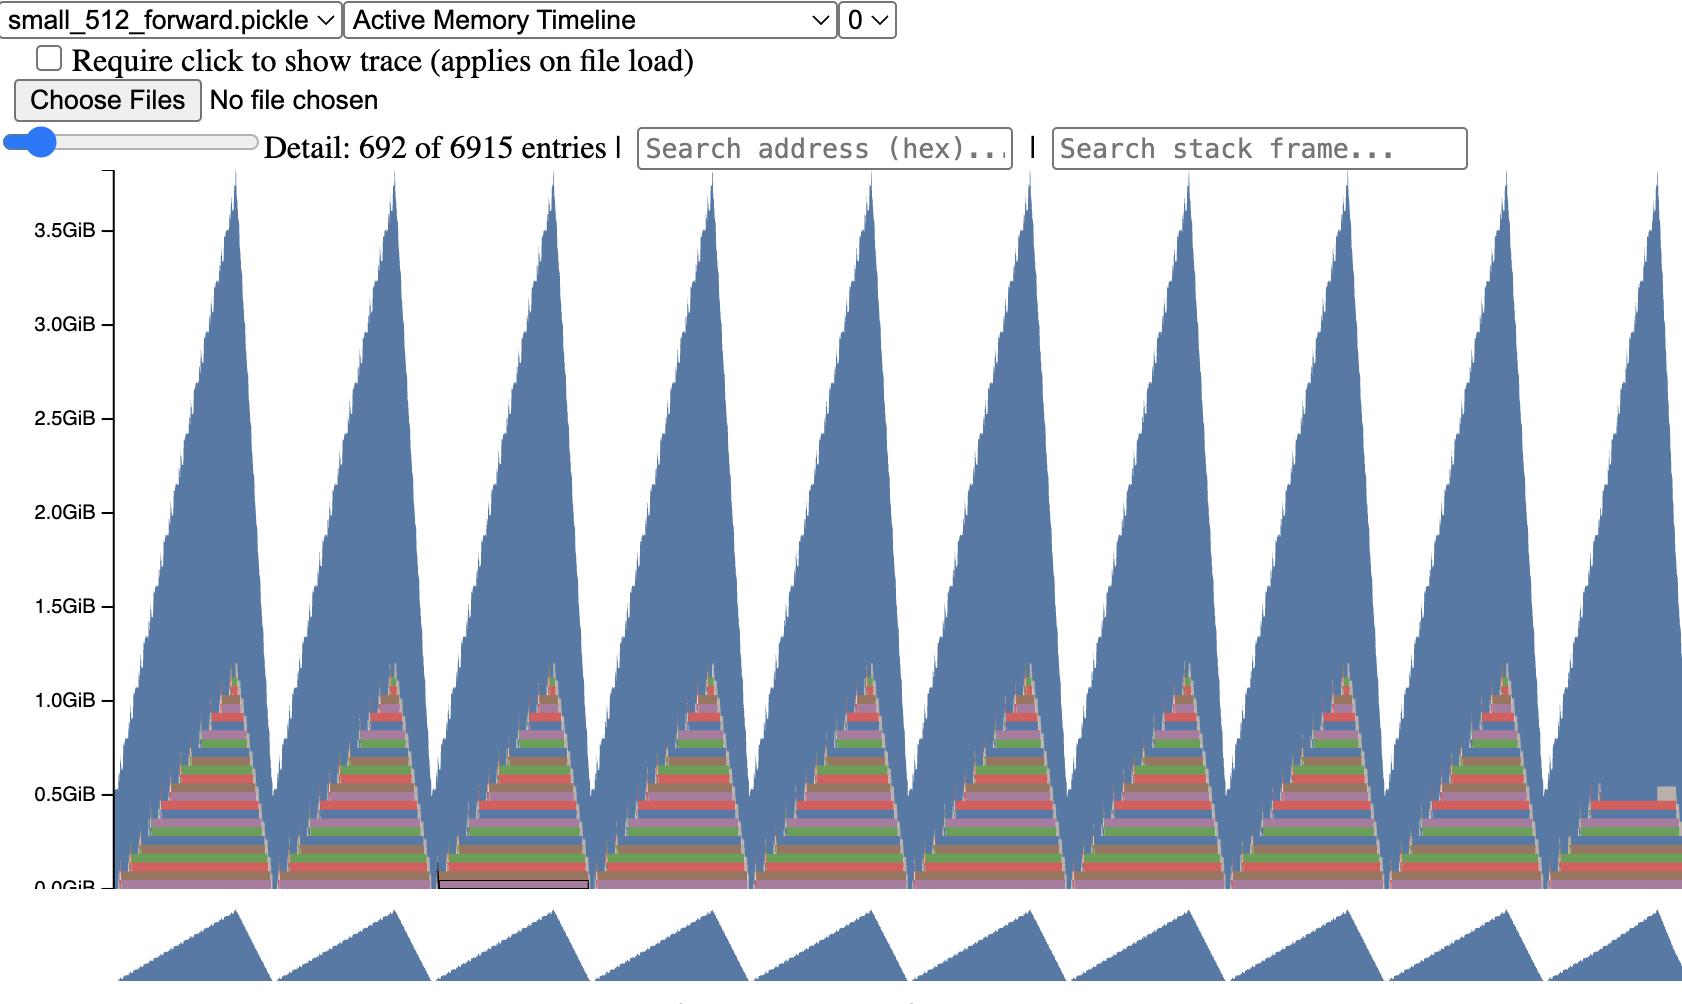 small_512_forward.pickle Active Memory Timeline 0
Require click to show trace (applies on file load)
Choose Files No file chosen
Detail: 692 of 6915 entries | Search address (hex)... | Search stack frame...
3.5GiB
3.0GiB
2.5GiB
2.0GiB
1.5GiB
1.0GiB
0.5GiB
0.0GiB